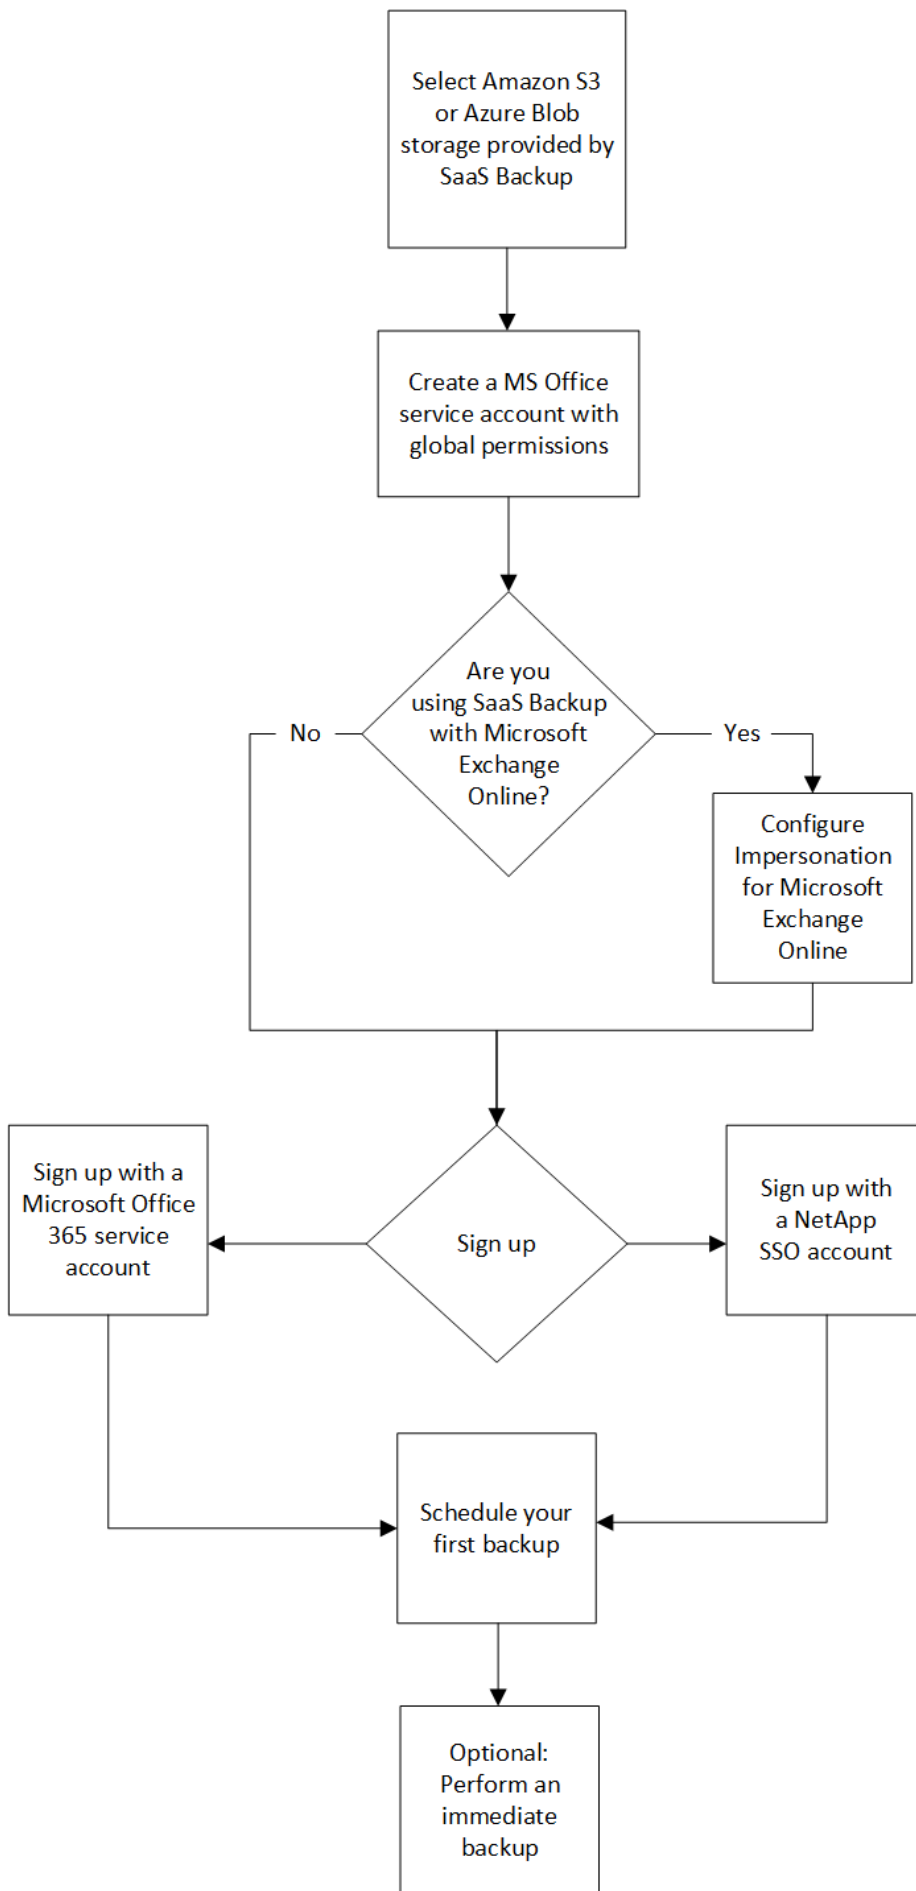 Select Amazon S3
or Azure Blob
storage provided by
SaaS Backup
Create a MS Office
service account with
global permissions
Are you
using SaaS Backup
with Microsoft
Exchange
Online?
No
Yes
Configure
Impersonation
for Microsoft
Exchange
Online
Sign up with a
Microsoft Office
365 service
account
Sign up
Sign up with
a NetApp
SSO account
Schedule your
first backup
Optional:
Perform an
immediate
backup